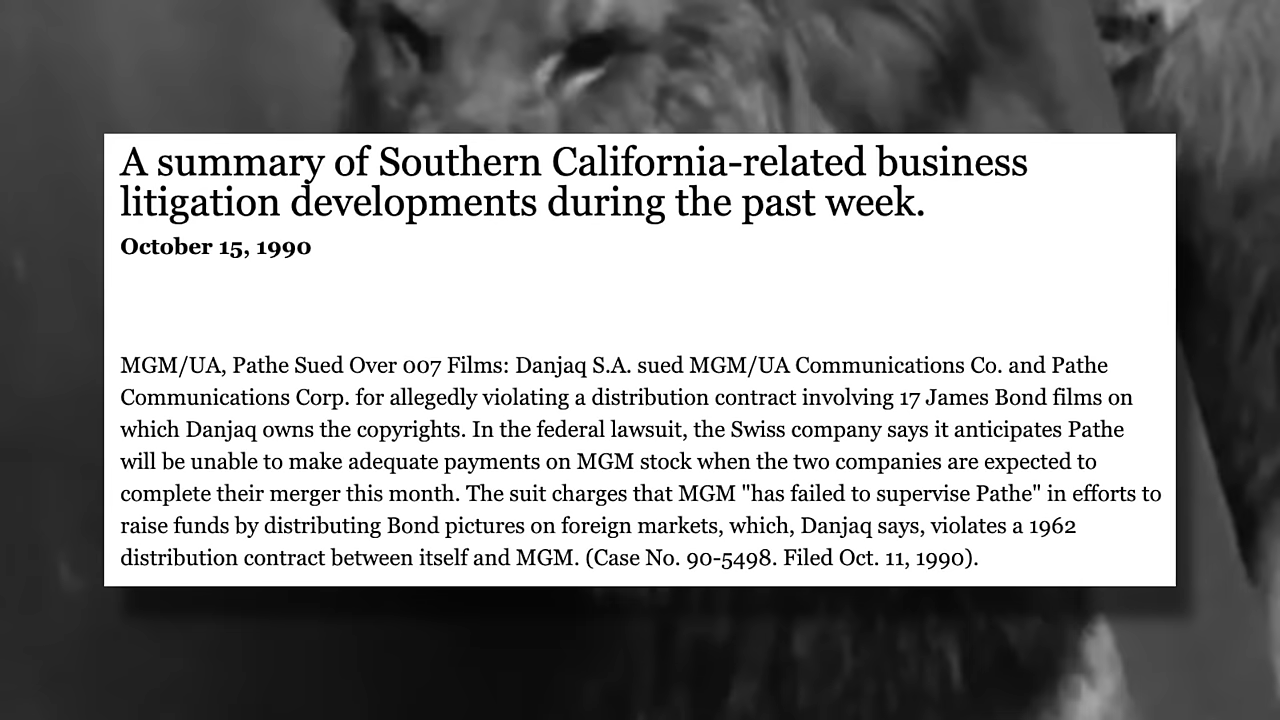 A summary of Southern California-related business
litigation developments during the past week.
October 15, 1990
MGM/UA, Pathe Sued Over 007 Films: Danjaq S.A. sued MGM/UA Communications Co. and Pathe
Communications Corp. for allegedly violating a distribution contract involving 17 James Bond films on
which Danjaq owns the copyrights. In the federal lawsuit, the Swiss company says it anticipates Pathe
will be unable to make adequate payments on MGM stock when the two companies are expected to
complete their merger this month. The suit charges that MGM "has failed to supervise Pathe" in efforts to
raise funds by distributing Bond pictures on foreign markets, which, Danjaq says, violates a 1962
distribution contract between itself and MGM. (Case No. 90-5498. Filed Oct. 11, 1990).